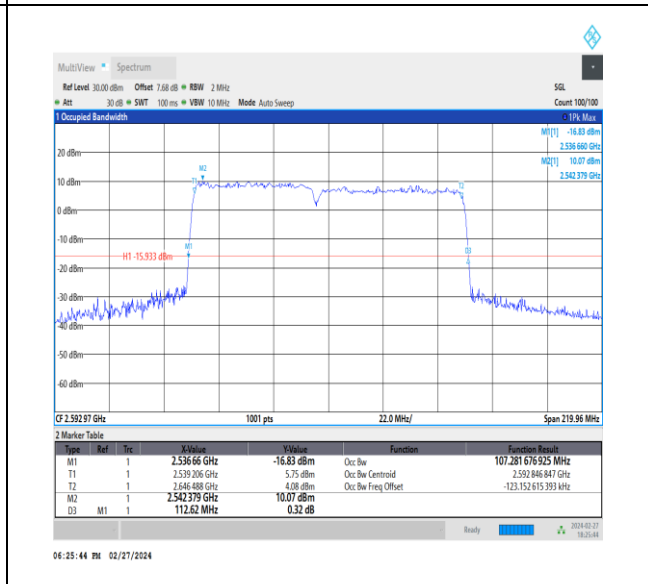 MultiView Spectrum
Ref Level 30.00 dBm Offset 7.68 dB RBW 2 MHz SGL
Att 30 dB SWT 100 ms VBW 10 MHz Mode Auto Sweep Count 100/100
1 Occupied Bandwidth 1Pk Max
M1[1] -16.83 dBm
2.536 660 GHz
M2[1] 10.07 dBm
2.542 379 GHz
20 dBm
M2
10 dBm
T1
T2
0 dBm
-10 dBm
M1
D3
H1 -15.933 dBm
-20 dBm
-30 dBm
-40 dBm
-50 dBm
-60 dBm
CF 2.592 97 GHz 1001 pts 22.0 MHz/ Span 219.96 MHz
2 Marker Table
Type Ref Trc X-Value Y-Value Function Function Result
M1 1 2.536 66 GHz -16.83 dBm Occ Bw 107.281 676 925 MHz
T1 1 2.539 206 GHz 5.75 dBm Occ Bw Centroid 2.592 846 847 GHz
T2 1 2.646 488 GHz 4.08 dBm Occ Bw Freq Offset -123.152 615 393 kHz
M2 1 2.542 379 GHz 10.07 dBm
D3 M1 1 112.62 MHz 0.32 dB
Ready 2024-02-27
18:25:44
06:25:44 PM 02/27/2024